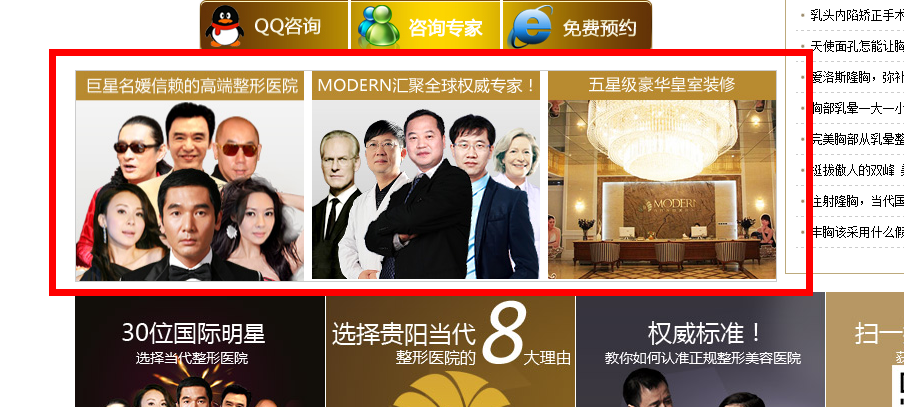 QQ咨询
咨询专家
免费预约
乳头内陷矫正手术
天使面孔怎能让胸
爱洛斯隆胸，弥补
胸部乳晕一大一小
完美胸部从乳晕整
挺拔傲人的双峰
注射隆胸，当代国
丰胸该采用什么假
巨星名媛信赖的高端整形医院
MODERN汇聚全球权威专家！
五星级豪华皇室装修
MODERN
30位国际明星
选择当代整形医院
选择贵阳当代
整形医院的8大理由
权威标准！
教你如何认准正规整形美容医院
扫一